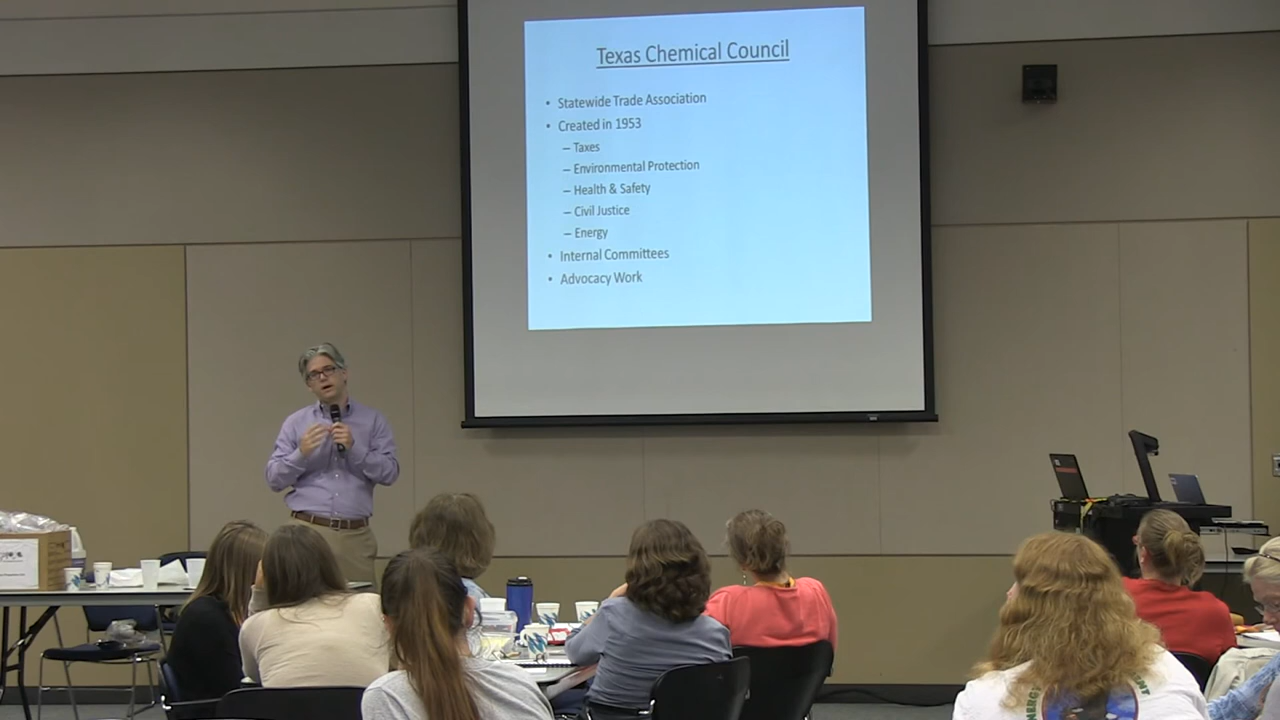 Texas Chemical Council
• Statewide Trade Association
• Created in 1953
– Taxes
– Environmental Protection
– Health & Safety
– Civil Justice
– Energy
• Internal Committees
• Advocacy Work